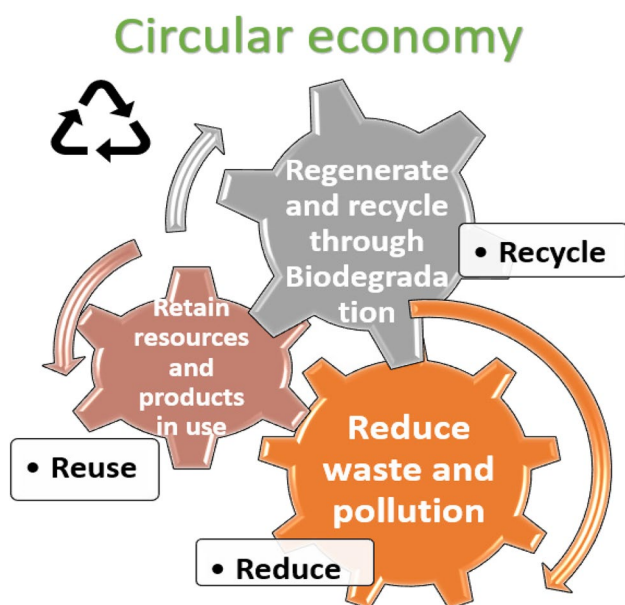 Circular economy
Regenerate
and recycle
through
Biodegrada
tion
• Recycle
Retain
resources
and
products
in use
• Reuse
Reduce
waste and
pollution
• Reduce